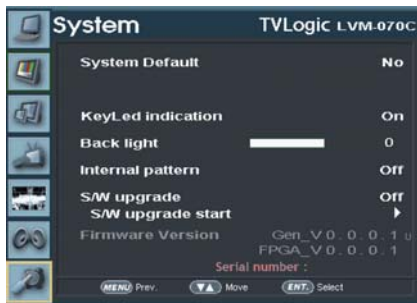 System TVLogic LVM-070C
System Default No
KeyLed indication On
Back light 0
Internal pattern Off
S/W upgrade Off
S/W upgrade start
Firmware Version Gen_V 0 . 0 . 0 . 1 u
FPGA_V 0 . 0 . 0 . 1
Serial number :
MENU Prev. ▼▲ Move ENT. Select